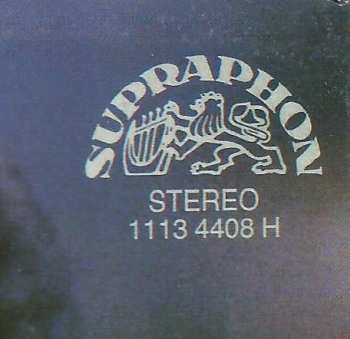 SUPRAPHON
STEREO
1113 4408 H